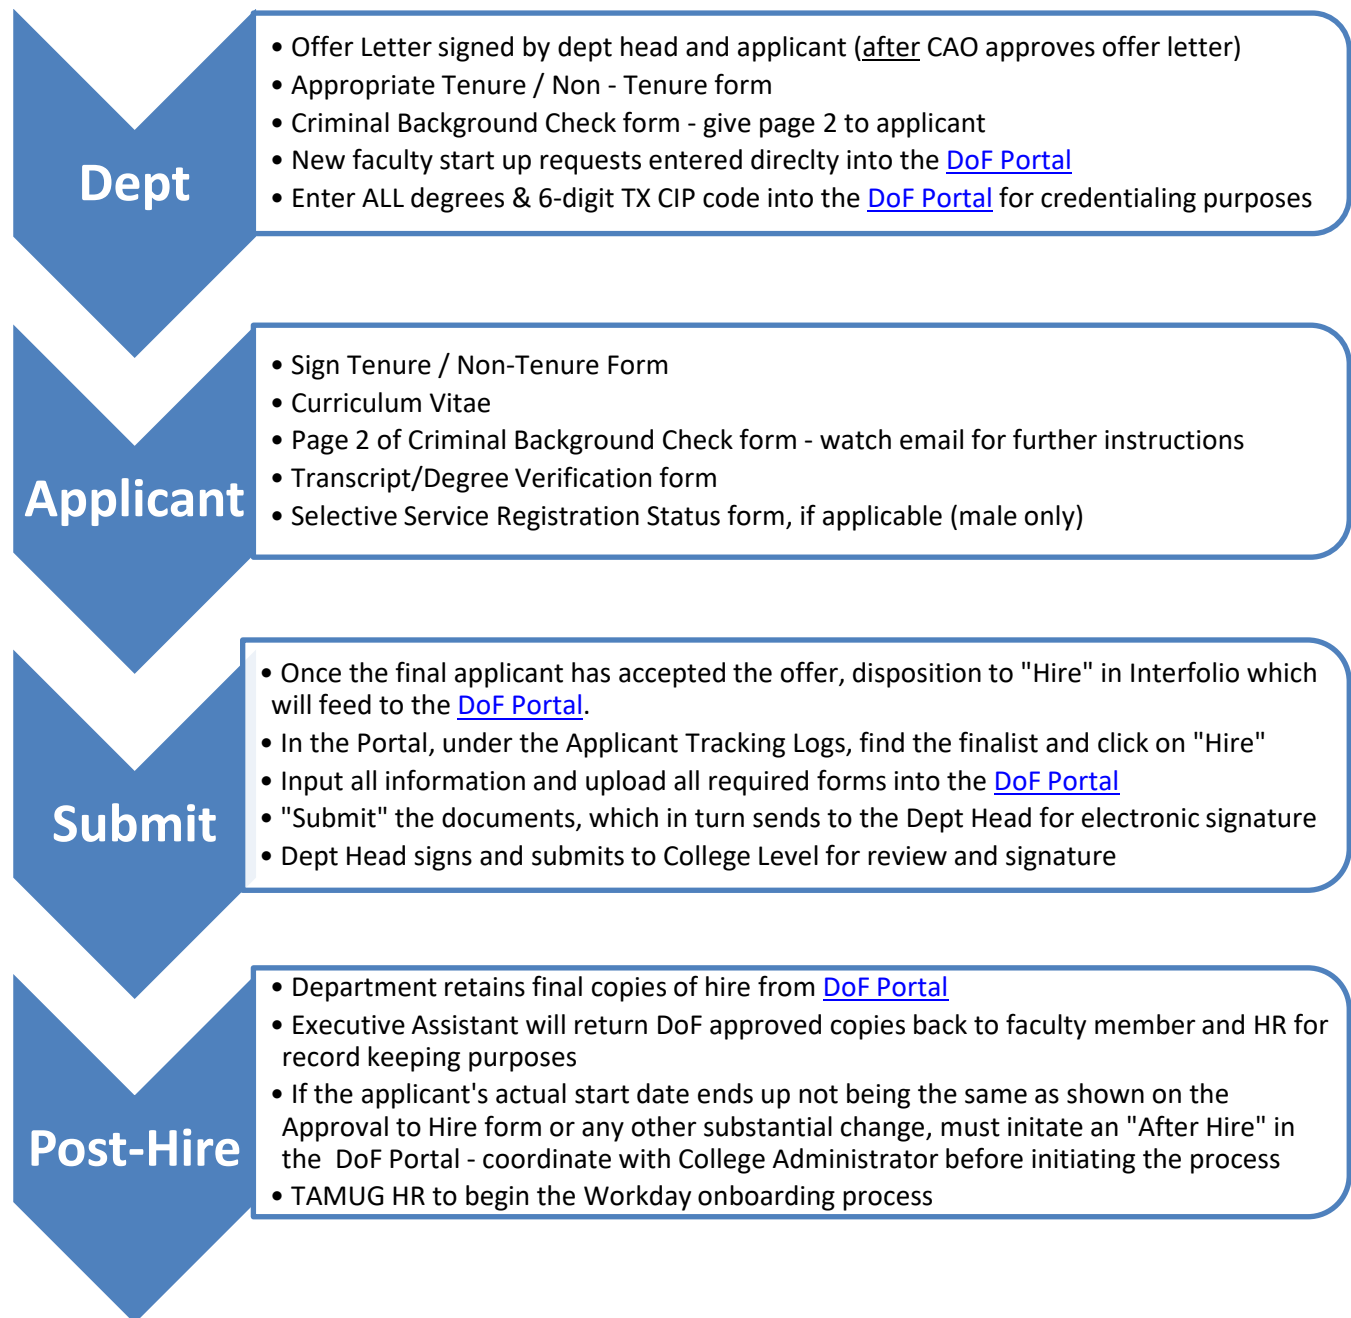 Dept
• Offer Letter signed by dept head and applicant (after CAO approves offer letter)
• Appropriate Tenure / Non - Tenure form
• Criminal Background Check form - give page 2 to applicant
• New faculty start up requests entered direclty into the DoF Portal
• Enter ALL degrees & 6-digit TX CIP code into the DoF Portal for credentialing purposes
Applicant
• Sign Tenure / Non-Tenure Form
• Curriculum Vitae
• Page 2 of Criminal Background Check form - watch email for further instructions
• Transcript/Degree Verification form
• Selective Service Registration Status form, if applicable (male only)
Submit
• Once the final applicant has accepted the offer, disposition to "Hire" in Interfolio which
will feed to the DoF Portal.
• In the Portal, under the Applicant Tracking Logs, find the finalist and click on "Hire"
• Input all information and upload all required forms into the DoF Portal
• "Submit" the documents, which in turn sends to the Dept Head for electronic signature
• Dept Head signs and submits to College Level for review and signature
Post-Hire
• Department retains final copies of hire from DoF Portal
• Executive Assistant will return DoF approved copies back to faculty member and HR for
record keeping purposes
• If the applicant's actual start date ends up not being the same as shown on the
Approval to Hire form or any other substantial change, must initate an "After Hire" in
the DoF Portal - coordinate with College Administrator before initiating the process
• TAMUG HR to begin the Workday onboarding process